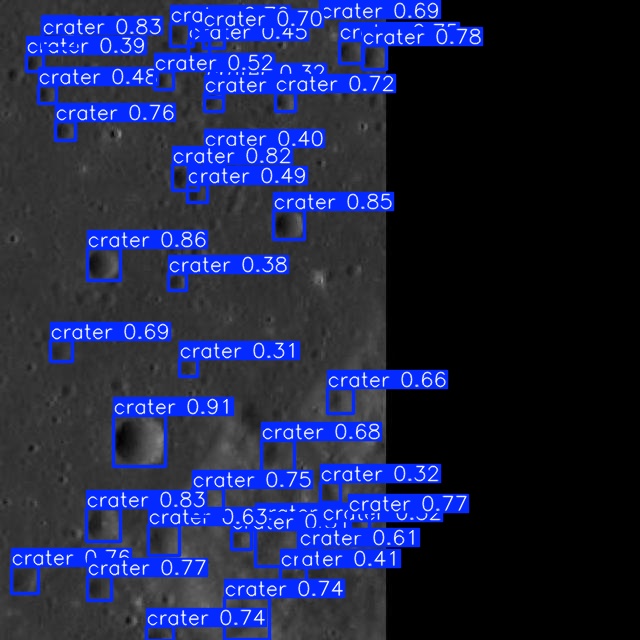 crater 0.69
crater 0.70
crater 0.83
crater 0.45
crater 0.78
crater 0.39
crater 0.52
crater 0.48
crater
crater 0.72
crater 0.76
crater 0.40
crater 0.82
crater 0.49
crater 0.85
crater 0.86
crater 0.38
crater 0.69
crater 0.31
crater 0.66
crater 0.91
crater 0.68
crater 0.32
crater 0.75
crater 0.83
crater 0.77
crater 0.63
crater 0.61
crater 0.76
crater 0.41
crater 0.77
crater 0.74
crater 0.74